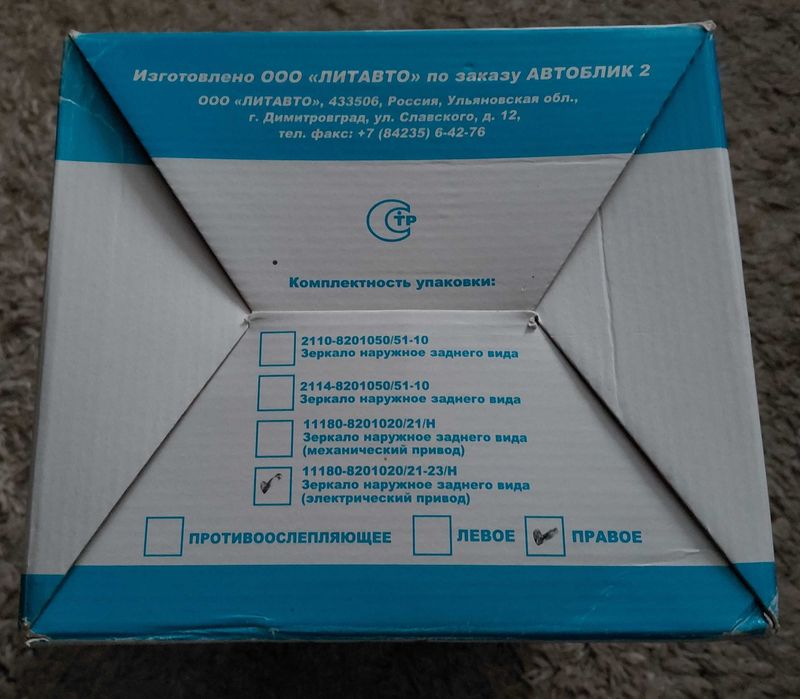 Изготовлено ООО «ЛИТАВТО» по заказу АВТОБЛИК 2
ООО «ЛИТАВТО», 433506, Россия, Ульяновская обл.,
г. Димитровград, ул. Славского, д. 12,
тел. факс: +7 (84235) 6-42-76
СТР
Комплектность упаковки:
2110-8201050/51-10
Зеркало наружное заднего вида
2114-8201050/51-10
Зеркало наружное заднего вида
11180-8201020/21/Н
Зеркало наружное заднего вида
(механический привод)
11180-8201020/21-23/Н
Зеркало наружное заднего вида
(электрический привод)
ПРОТИВООСЛЕПЛЯЮЩЕЕ ЛЕВОЕ ПРАВОЕ